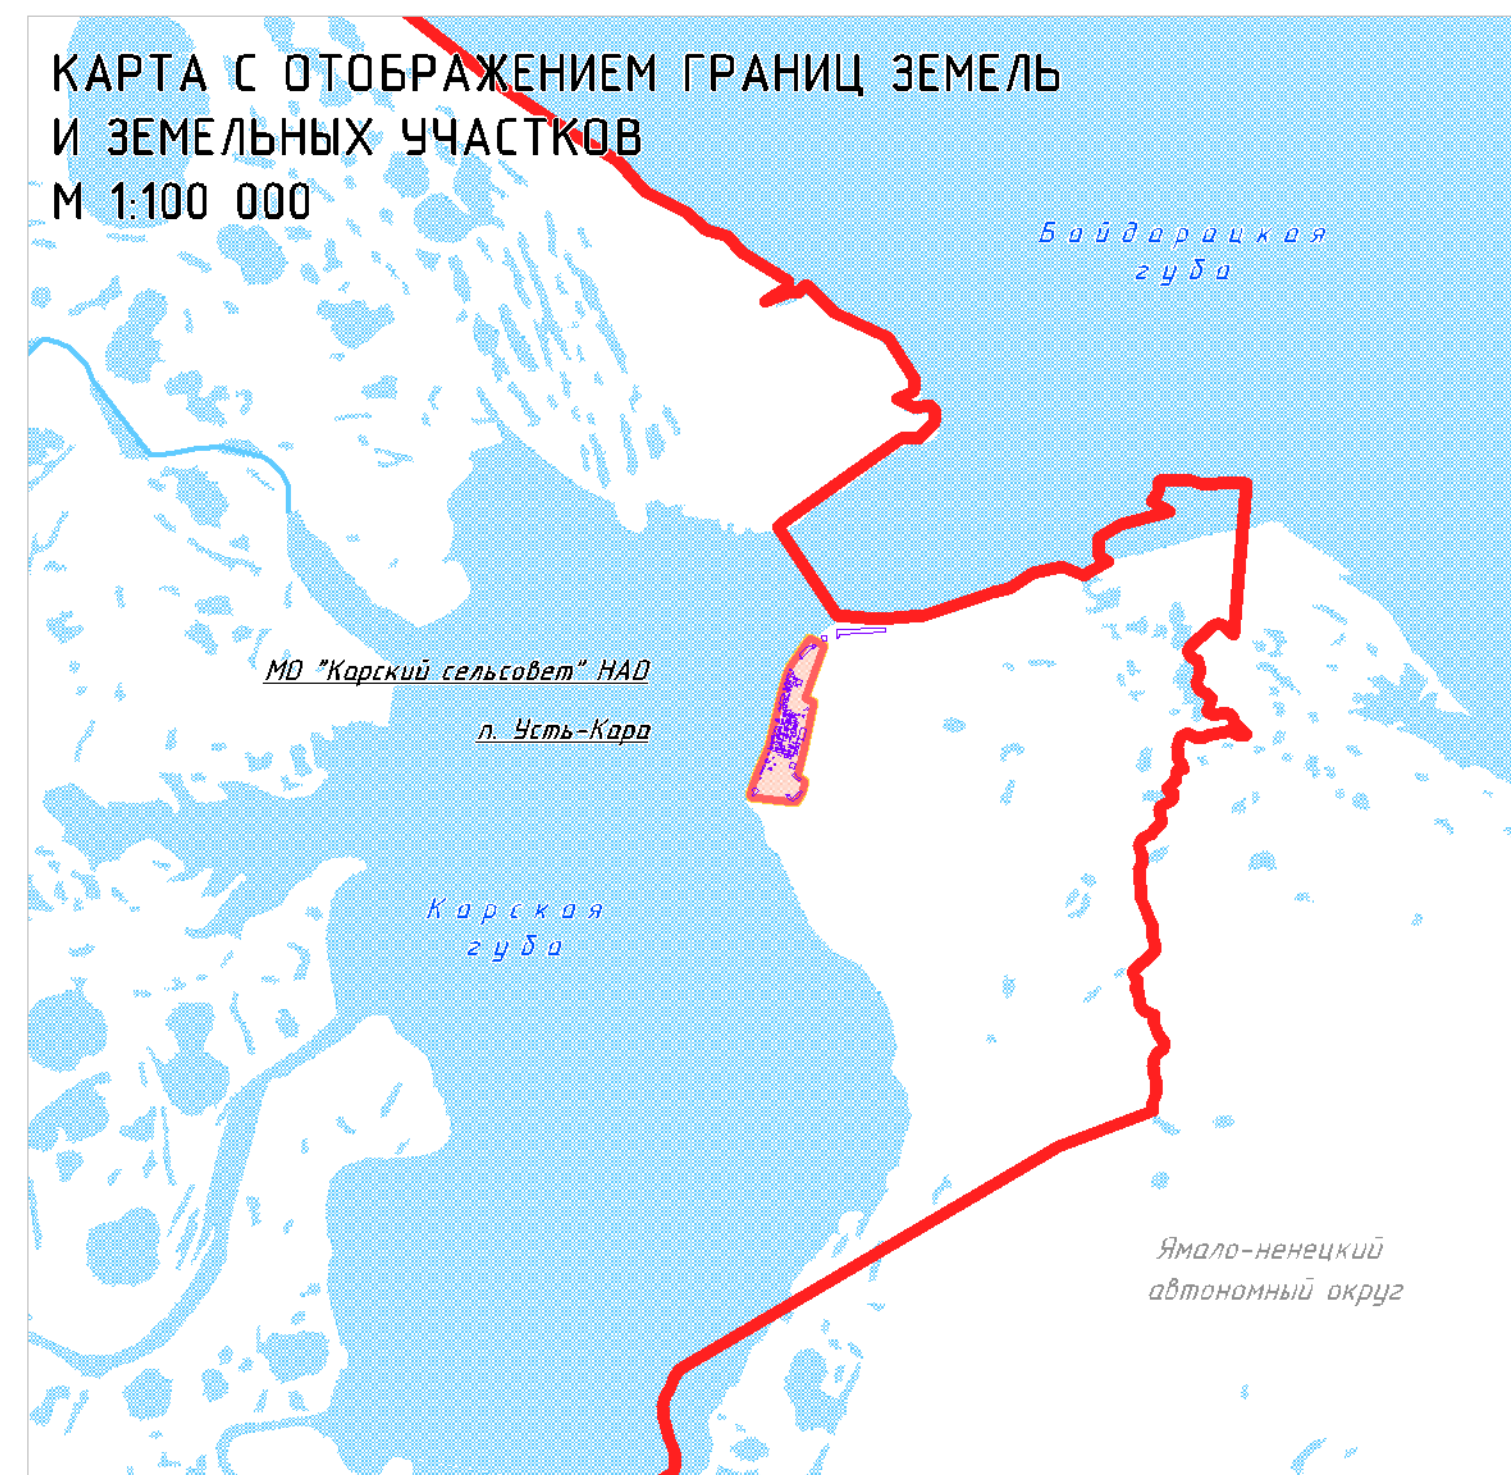 КАРТА С ОТОБРАЖЕНИЕМ ГРАНИЦ ЗЕМЕЛЬ
И ЗЕМЕЛЬНЫХ УЧАСТКОВ
М 1:100 000
Байдарацкая
губа
МО "Карский сельсовет" НАО
п. Усть-Кара
Карская
губа
Ямало-ненецкий
автономный округ